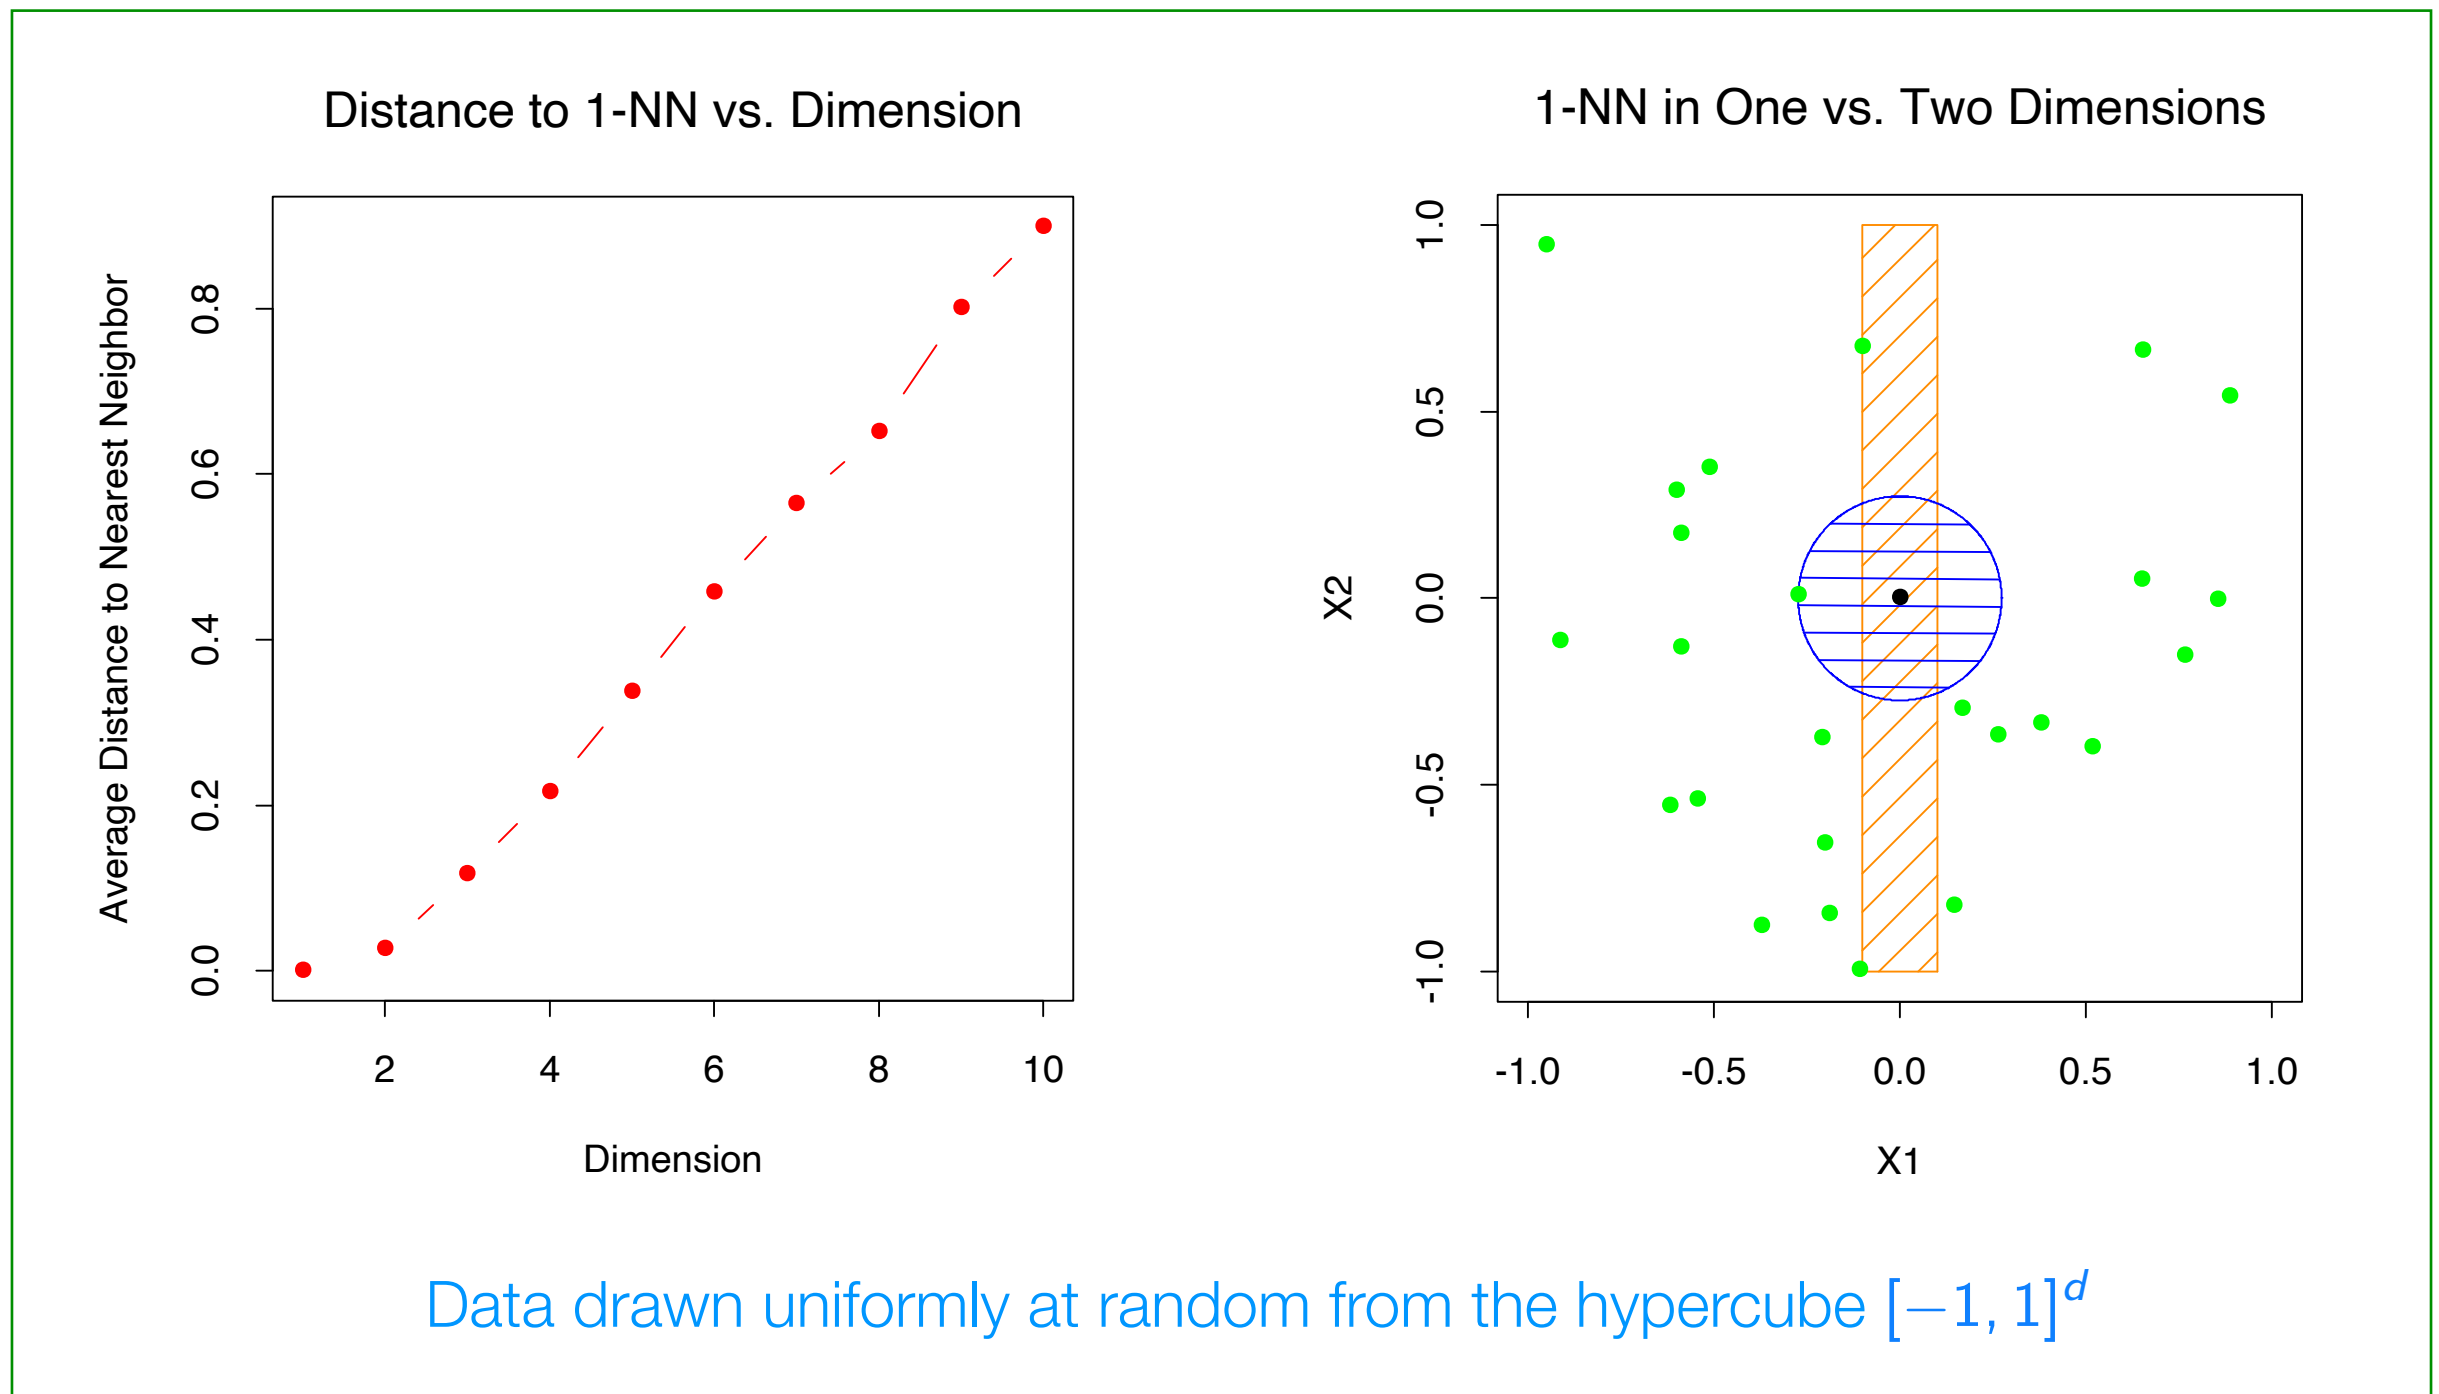 Distance to 1-NN vs. Dimension
Average Distance to Nearest Neighbor
0.8
0.6
0.4
0.2
0.0
2 4 6 8 10
Dimension
1-NN in One vs. Two Dimensions
X2
1.0
0.5
0.0
-0.5
-1.0
-1.0 -0.5 0.0 0.5 1.0
X1
Data drawn uniformly at random from the hypercube [−1, 1]^d